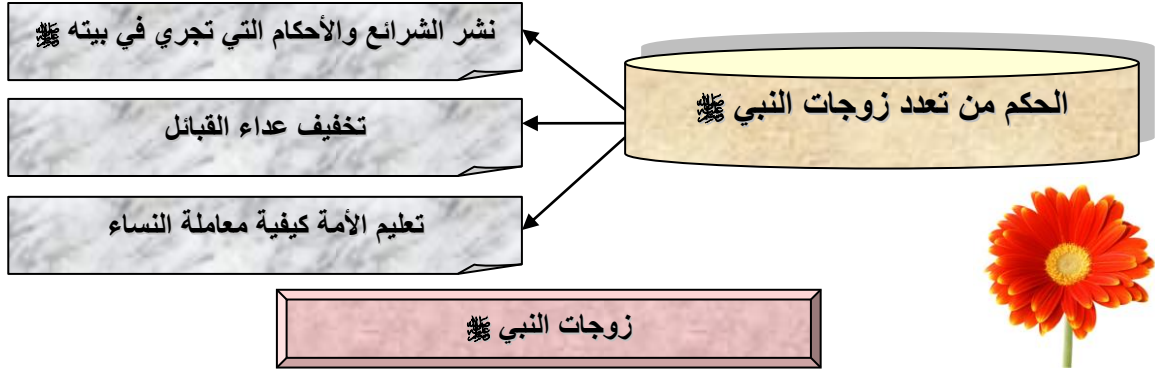 الحكم من تعدد زوجات النبي ﷺ
نشر الشرائع والأحكام التي تجري في بيته ﷺ
تخفيف عداء القبائل
تعليم الأمة كيفية معاملة النساء
زوجات النبي ﷺ